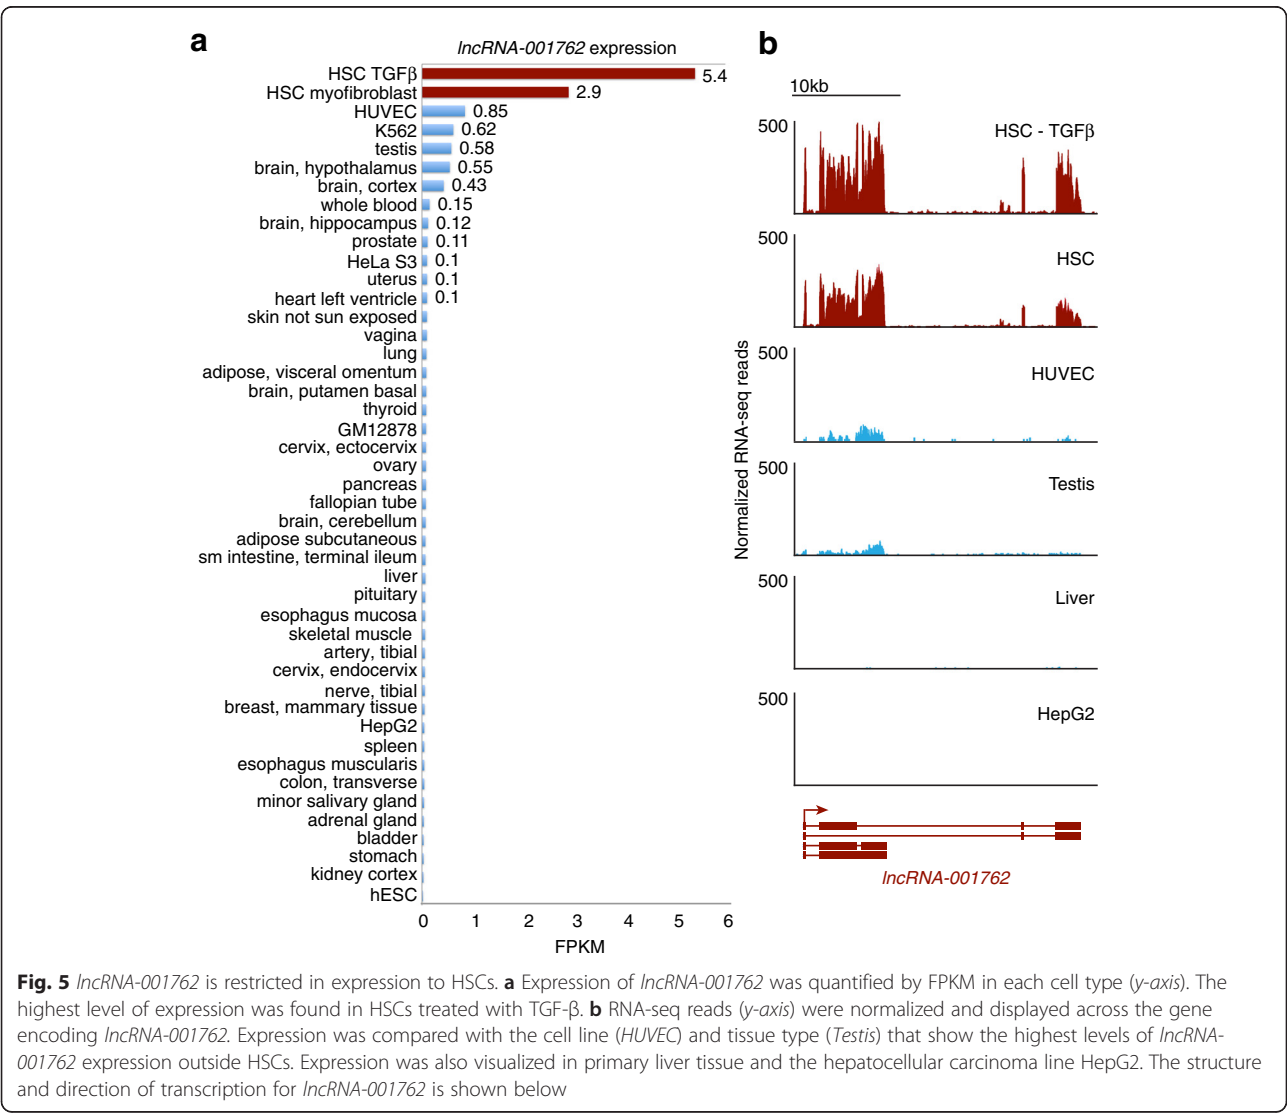 a
lncRNA-001762 expression
HSC TGFβ 5.4
HSC myofibroblast 2.9
HUVEC 0.85
K562 0.62
testis 0.58
brain, hypothalamus 0.55
brain, cortex 0.43
whole blood 0.15
brain, hippocampus 0.12
prostate 0.11
HeLa S3 0.1
uterus 0.1
heart left ventricle 0.1
skin not sun exposed
vagina
lung
adipose, visceral omentum
brain, putamen basal
thyroid
GM12878
cervix, ectocervix
ovary
pancreas
fallopian tube
brain, cerebellum
adipose subcutaneous
sm intestine, terminal ileum
liver
pituitary
esophagus mucosa
skeletal muscle
artery, tibial
cervix, endocervix
nerve, tibial
breast, mammary tissue
HepG2
spleen
esophagus muscularis
colon, transverse
minor salivary gland
adrenal gland
bladder
stomach
kidney cortex
hESC
0 1 2 3 4 5 6
FPKM
b
10kb
Normalized RNA-seq reads
500 HSC - TGFβ
500 HSC
500 HUVEC
500 Testis
500 Liver
500 HepG2
lncRNA-001762
Fig. 5 lncRNA-001762 is restricted in expression to HSCs. a Expression of lncRNA-001762 was quantified by FPKM in each cell type (y-axis). The
highest level of expression was found in HSCs treated with TGF-β. b RNA-seq reads (y-axis) were normalized and displayed across the gene
encoding lncRNA-001762. Expression was compared with the cell line (HUVEC) and tissue type (Testis) that show the highest levels of lncRNA-
001762 expression outside HSCs. Expression was also visualized in primary liver tissue and the hepatocellular carcinoma line HepG2. The structure
and direction of transcription for lncRNA-001762 is shown below